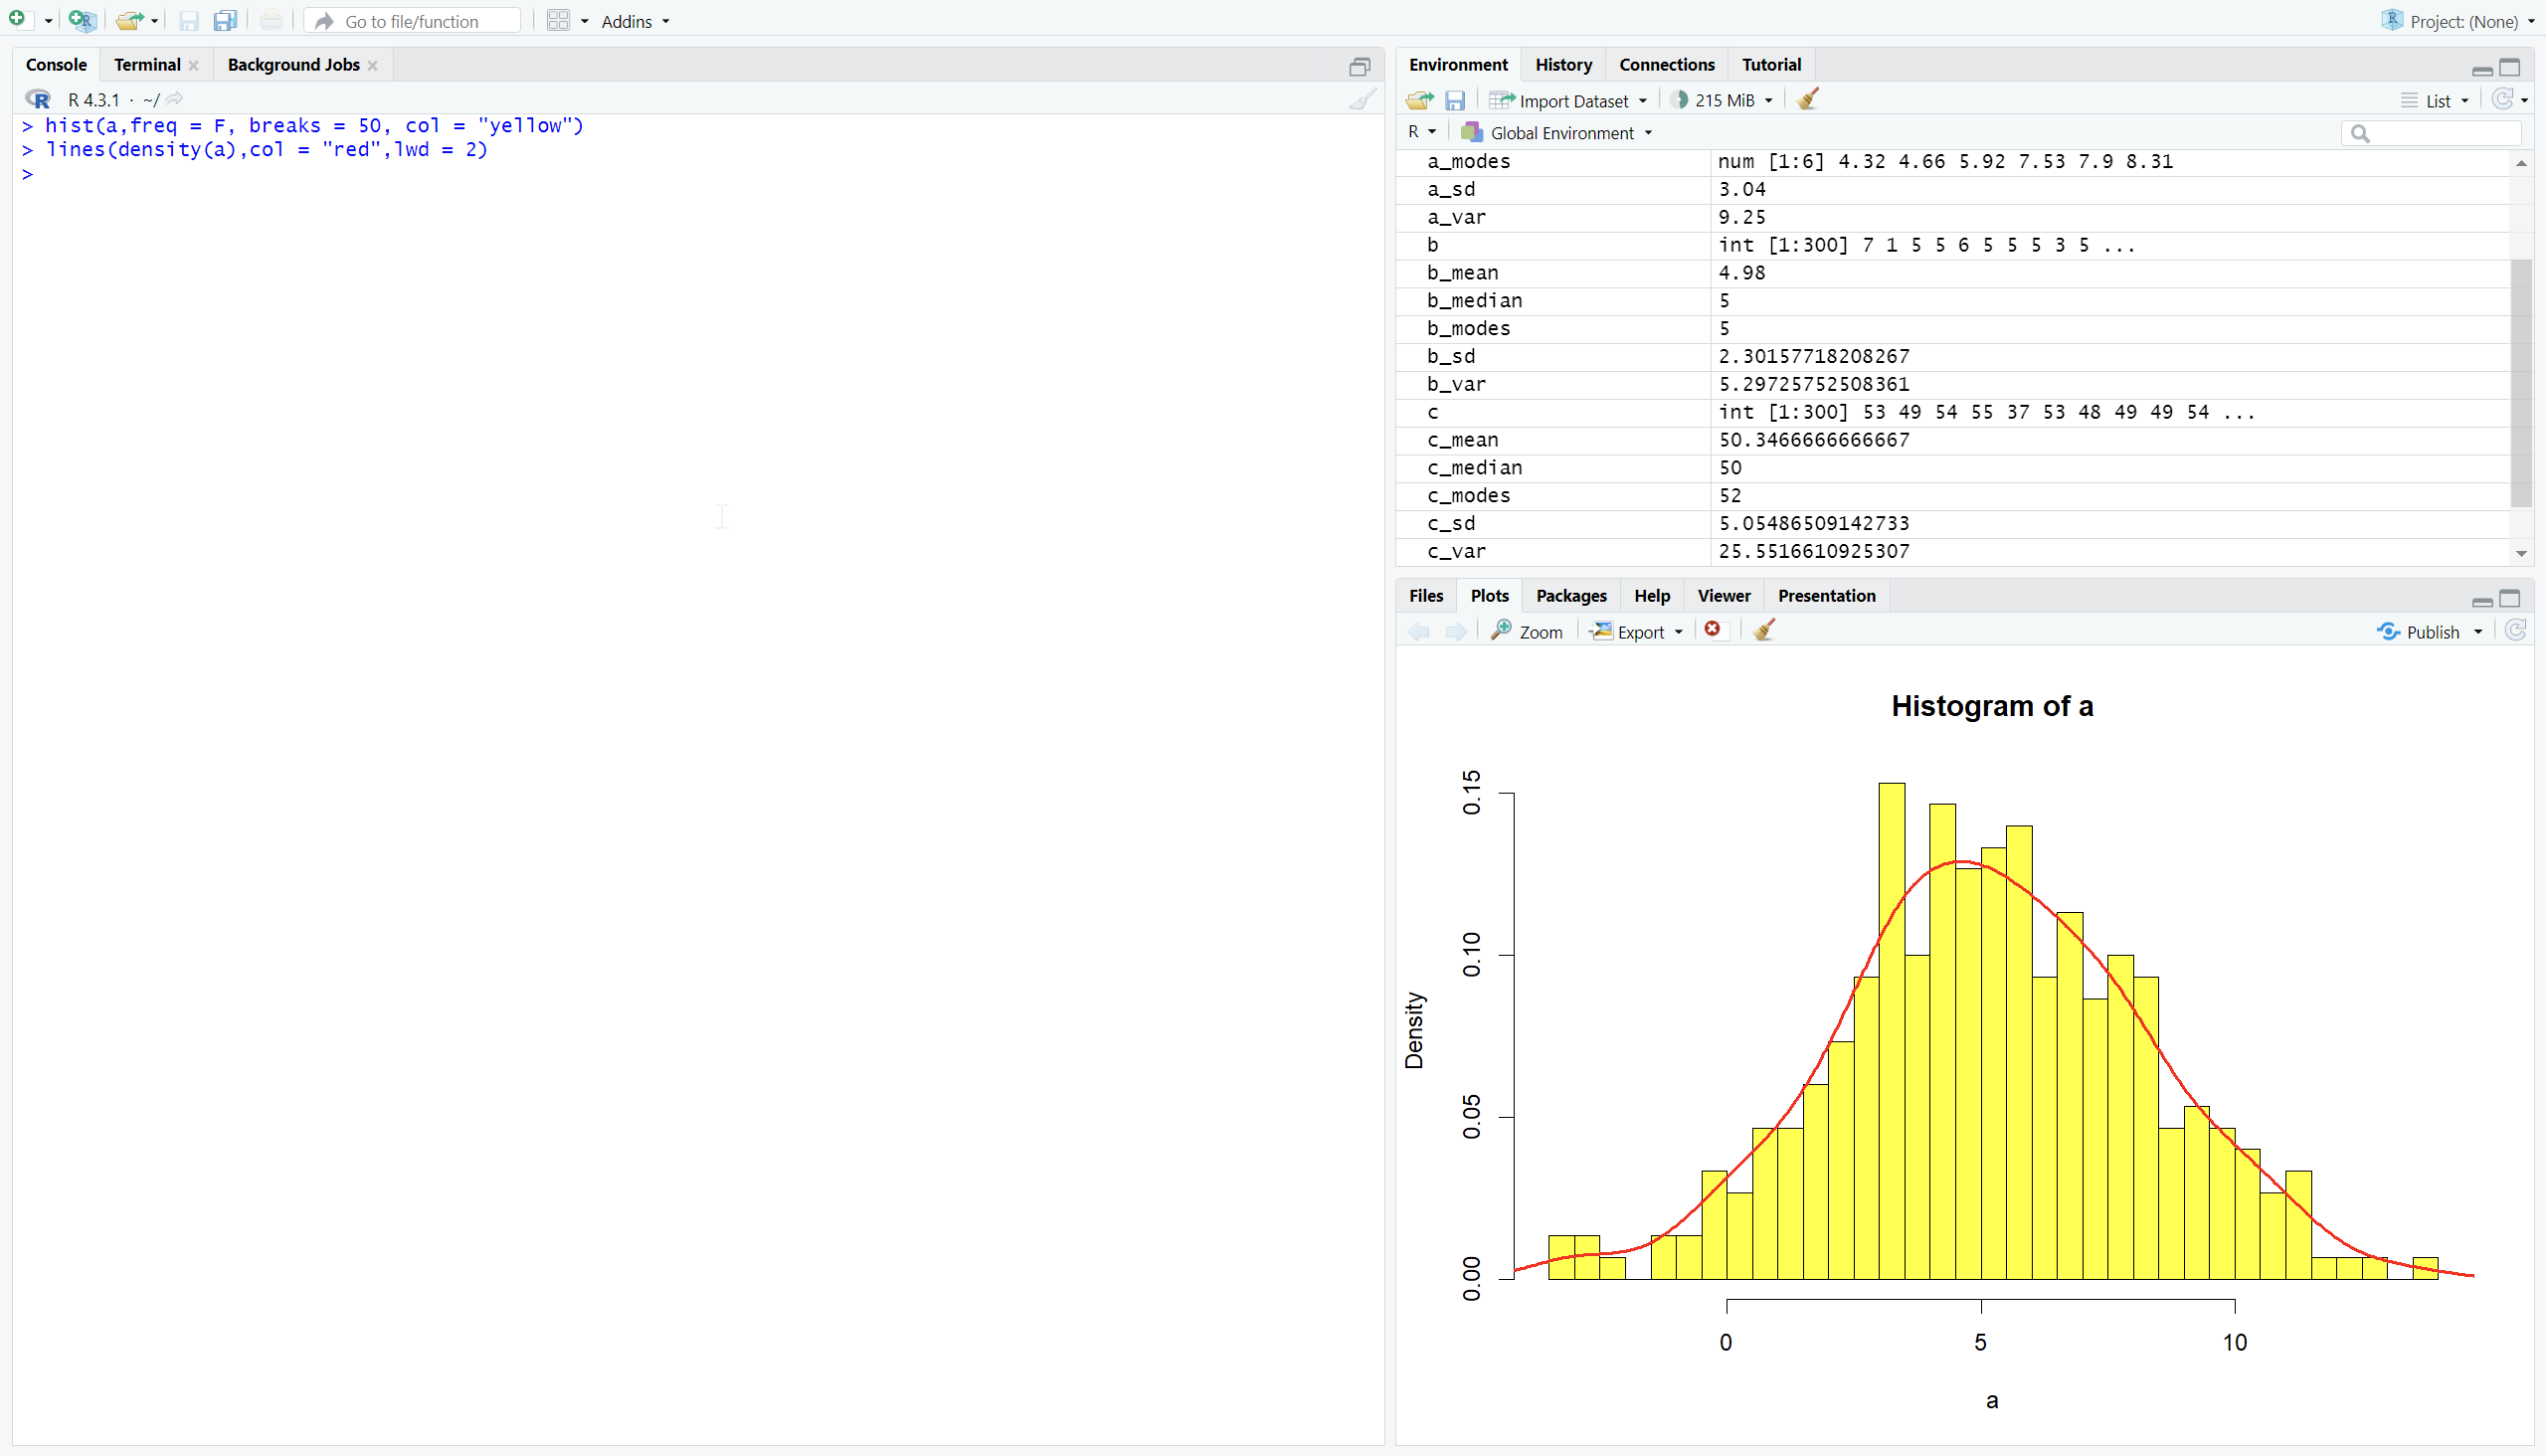 Go to file/function
Addins
Project: (None)
Console Terminal Background Jobs
R 4.3.1 · ~/
> hist(a,freq = F, breaks = 50, col = "yellow")
> lines(density(a),col = "red",lwd = 2)
>
Environment History Connections Tutorial
Import Dataset 215 MiB List
R Global Environment
a_modes num [1:6] 4.32 4.66 5.92 7.53 7.9 8.31
a_sd 3.04
a_var 9.25
b int [1:300] 7 1 5 5 6 5 5 5 3 5 ...
b_mean 4.98
b_median 5
b_modes 5
b_sd 2.30157718208267
b_var 5.29725752508361
c int [1:300] 53 49 54 55 37 53 48 49 49 54 ...
c_mean 50.3466666666667
c_median 50
c_modes 52
c_sd 5.05486509142733
c_var 25.5516610925307
Files Plots Packages Help Viewer Presentation
Zoom Export Publish
Histogram of a
0.15
0.10
0.05
0.00
Density
0 5 10
a